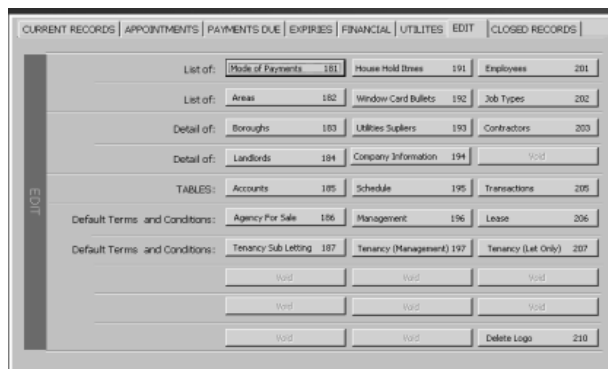 CURRENT RECORDS APPOINTMENTS PAYMENTS DUE EXPIRIES FINANCIAL UTILITES EDIT CLOSED RECORDS
List of: Mode of Payments 181 House Hold Itmes 191 Employees 201
List of: Areas 182 Window Card Bullets 192 Job Types 202
Detail of: Boroughs 183 Utilities Supliers 193 Contractors 203
Detail of: Landlords 184 Company Information 194 Void
EDIT
TABLES: Accounts 185 Schedule 195 Transactions 205
Default Terms and Conditions: Agency For Sale 186 Management 196 Lease 206
Default Terms and Conditions: Tenancy Sub Letting 187 Tenancy (Management) 197 Tenancy (Let Only) 207
Void Void Void
Void Void Void
Void Void Delete Logo 210